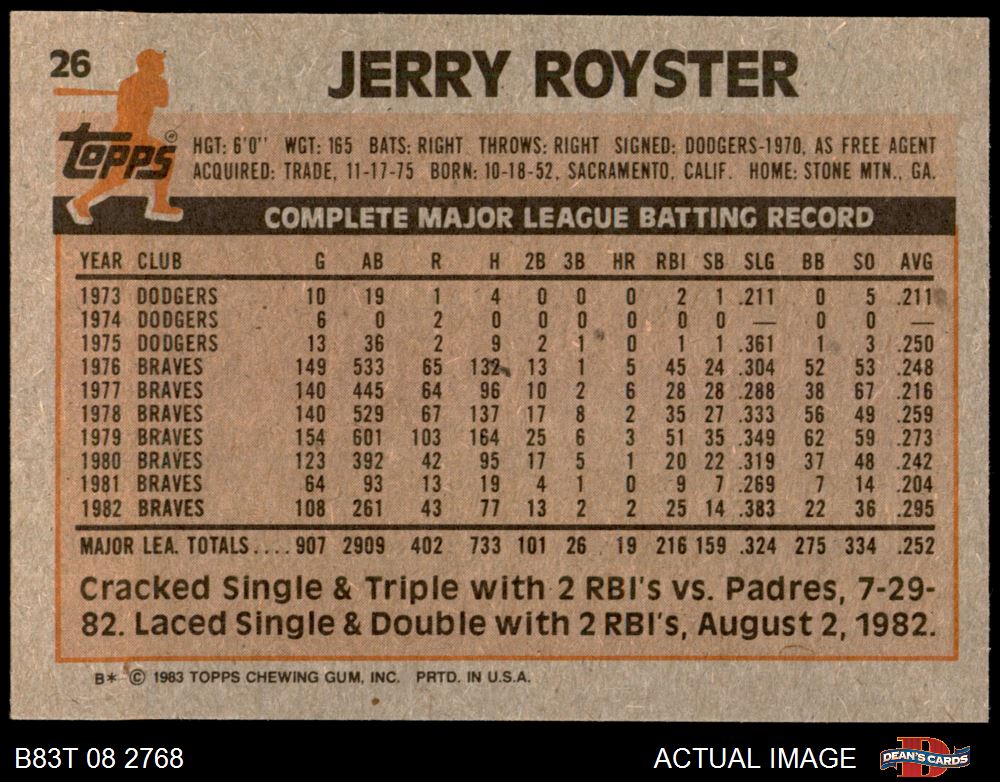 26
JERRY ROYSTER
Topps ®
HGT: 6'0" WGT: 165 BATS: RIGHT THROWS: RIGHT SIGNED: DODGERS-1970, AS FREE AGENT
ACQUIRED: TRADE, 11-17-75 BORN: 10-18-52, SACRAMENTO, CALIF. HOME: STONE MTN., GA.
COMPLETE MAJOR LEAGUE BATTING RECORD
YEAR CLUB G AB R H 2B 3B HR RBI SB SLG BB SO AVG
1973 DODGERS 10 19 1 4 0 0 0 2 1 .211 0 5 .211
1974 DODGERS 6 0 2 0 0 0 0 0 0 — 0 0 —
1975 DODGERS 13 36 2 9 2 1 0 1 1 .361 1 3 .250
1976 BRAVES 149 533 65 132 13 1 5 45 24 .304 52 53 .248
1977 BRAVES 140 445 64 96 10 2 6 28 28 .288 38 67 .216
1978 BRAVES 140 529 67 137 17 8 2 35 27 .333 56 49 .259
1979 BRAVES 154 601 103 164 25 6 3 51 35 .349 62 59 .273
1980 BRAVES 123 392 42 95 17 5 1 20 22 .319 37 48 .242
1981 BRAVES 64 93 13 19 4 1 0 9 7 .269 7 14 .204
1982 BRAVES 108 261 43 77 13 2 2 25 14 .383 22 36 .295
MAJOR LEA. TOTALS.... 907 2909 402 733 101 26 19 216 159 .324 275 334 .252
Cracked Single & Triple with 2 RBI's vs. Padres, 7-29-
82. Laced Single & Double with 2 RBI's, August 2, 1982.
B* © 1983 TOPPS CHEWING GUM, INC. PRTD. IN U.S.A.
B83T 08 2768
ACTUAL IMAGE
D
DEAN'S CARDS